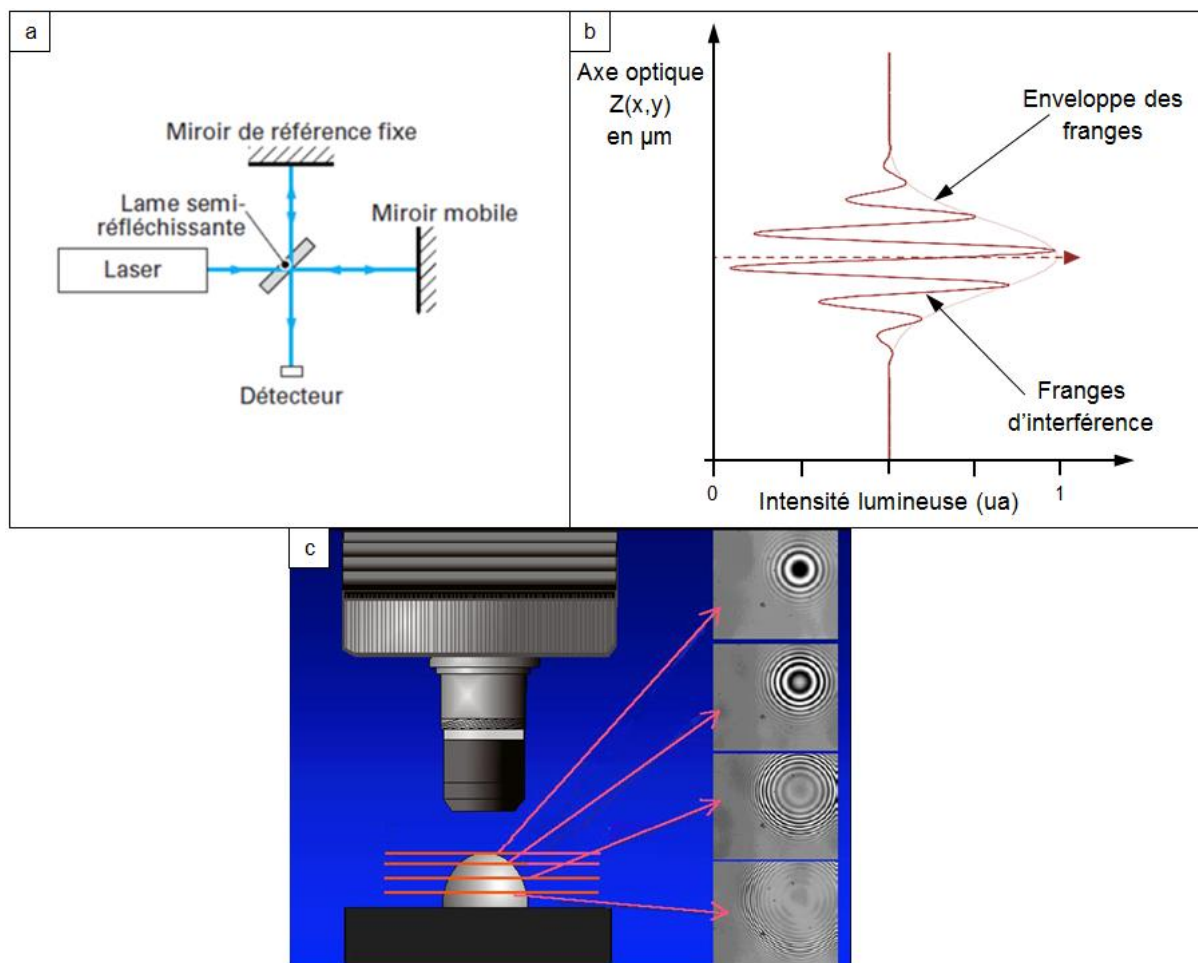 a
Miroir de référence fixe
Lame semi-
réfléchissante
Miroir mobile
Laser
Détecteur
b
Axe optique
Z(x,y)
en µm
Enveloppe des
franges
Franges
d'interférence
0
Intensité lumineuse (ua)
1
c